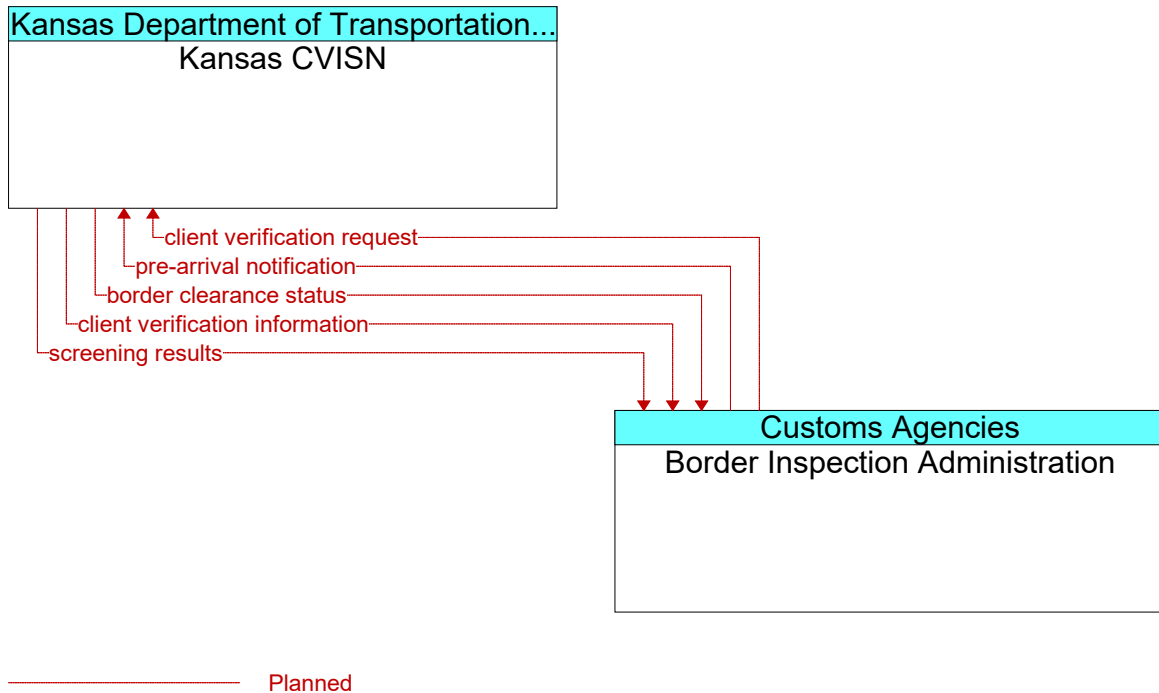 Kansas Department of Transportation...
Kansas CVISN
client verification request
pre-arrival notification
border clearance status
client verification information
screening results
Customs Agencies
Border Inspection Administration
Planned